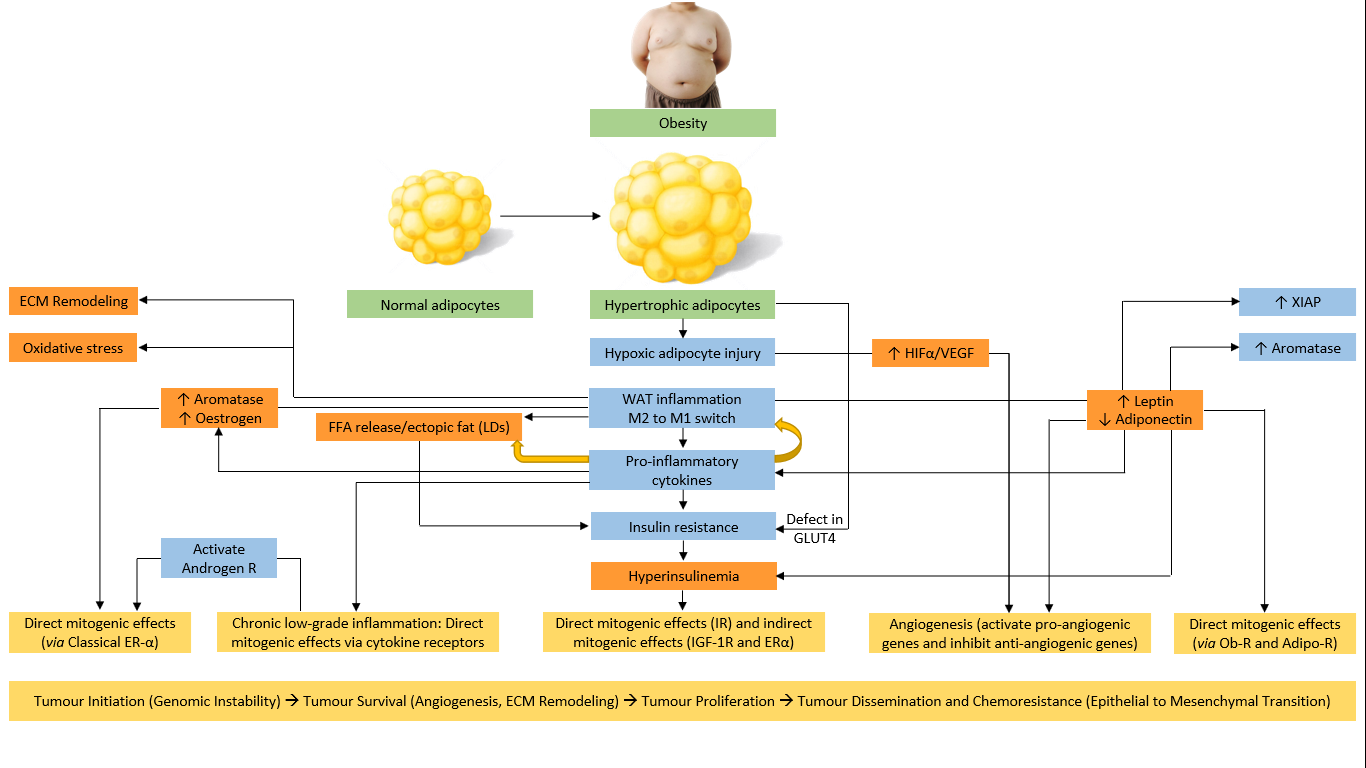 Obesity
Normal adipocytes
Hypertrophic adipocytes
ECM Remodeling
↑ XIAP
Oxidative stress
Hypoxic adipocyte injury
↑ HIFα/VEGF
↑ Aromatase
↑ Aromatase
↑ Oestrogen
FFA release/ectopic fat (LDs)
WAT inflammation
M2 to M1 switch
↑ Leptin
↓ Adiponectin
Pro-inflammatory
cytokines
Insulin resistance
Defect in
GLUT4
Activate
Androgen R
Hyperinsulinemia
Direct mitogenic effects
(via Classical ER-α)
Chronic low-grade inflammation: Direct
mitogenic effects via cytokine receptors
Direct mitogenic effects (IR) and indirect
mitogenic effects (IGF-1R and ERα)
Angiogenesis (activate pro-angiogenic
genes and inhibit anti-angiogenic genes)
Direct mitogenic effects
(via Ob-R and Adipo-R)
Tumour Initiation (Genomic Instability) → Tumour Survival (Angiogenesis, ECM Remodeling) → Tumour Proliferation → Tumour Dissemination and Chemoresistance (Epithelial to Mesenchymal Transition)